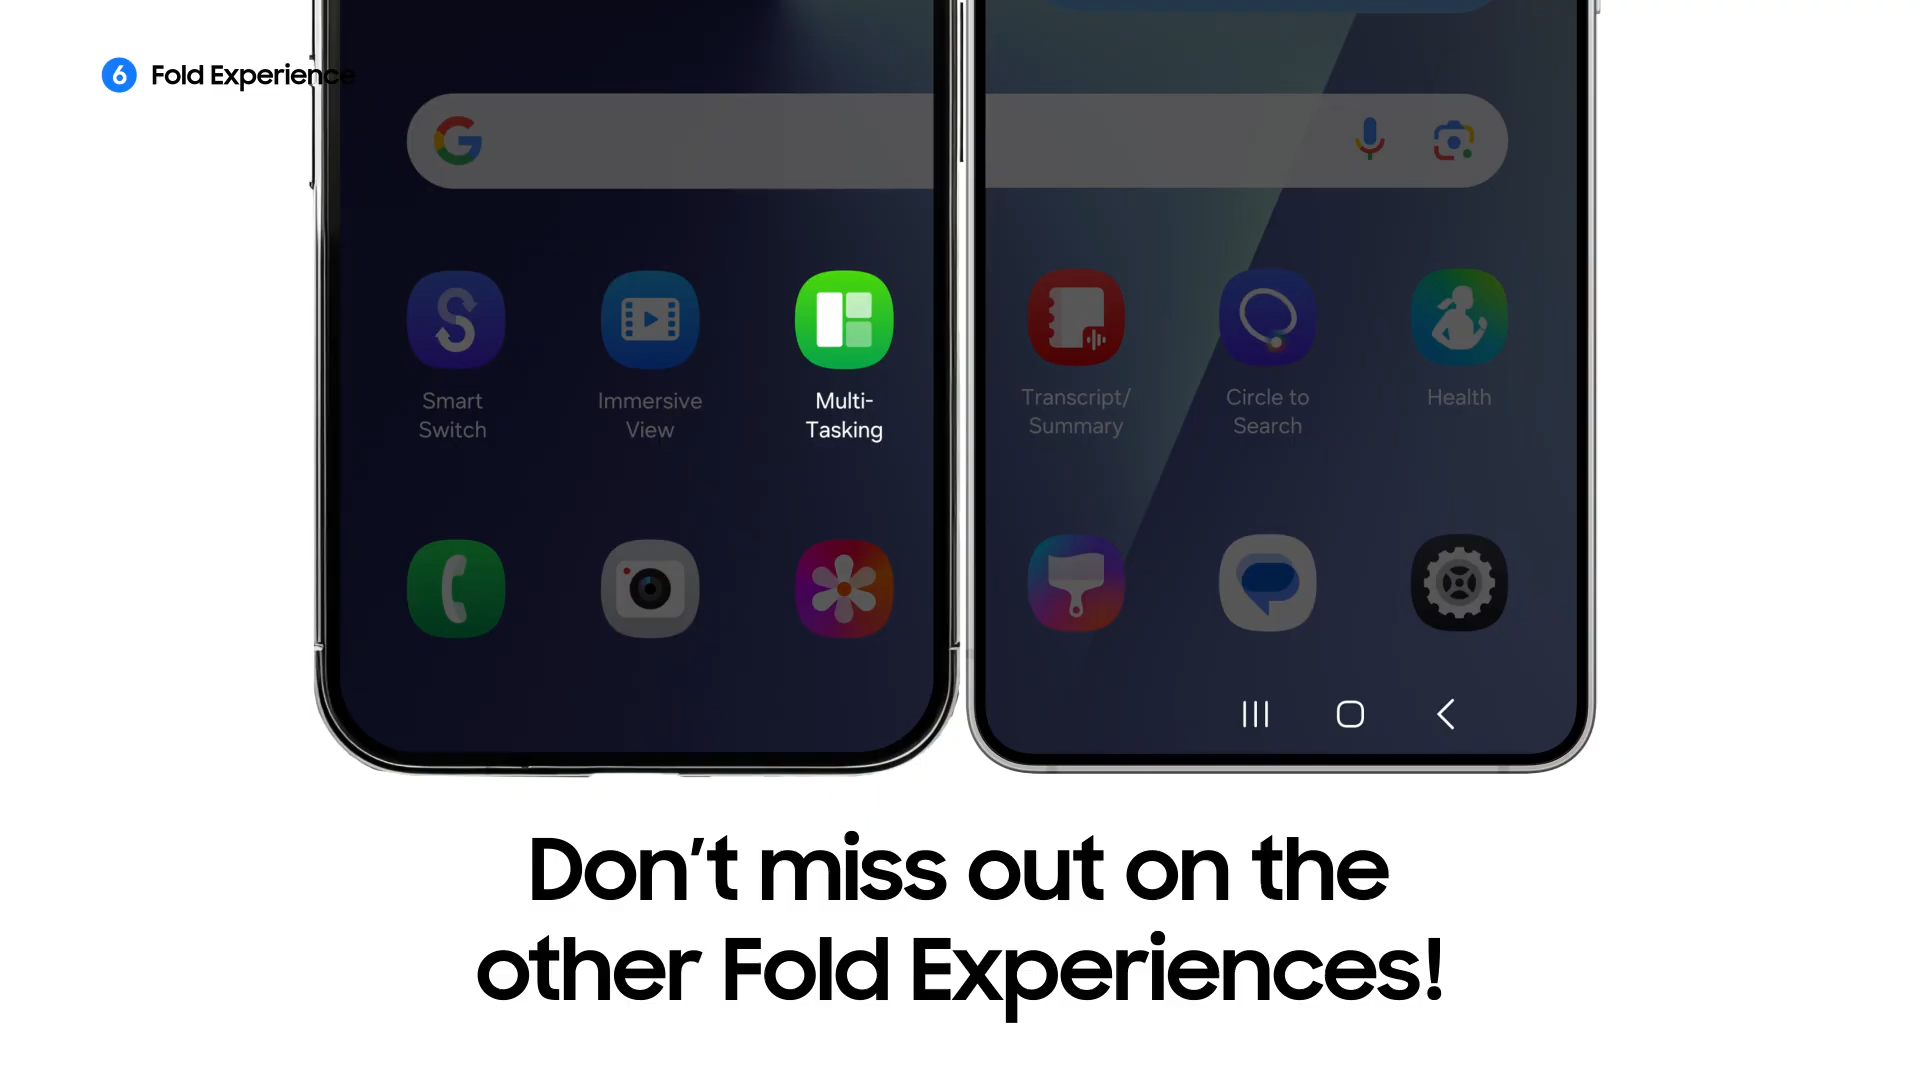 6 Fold Experience
Smart
Switch
Immersive
View
Multi-
Tasking
Transcript/
Summary
Circle to
Search
Health
Don’t miss out on the
other Fold Experiences!